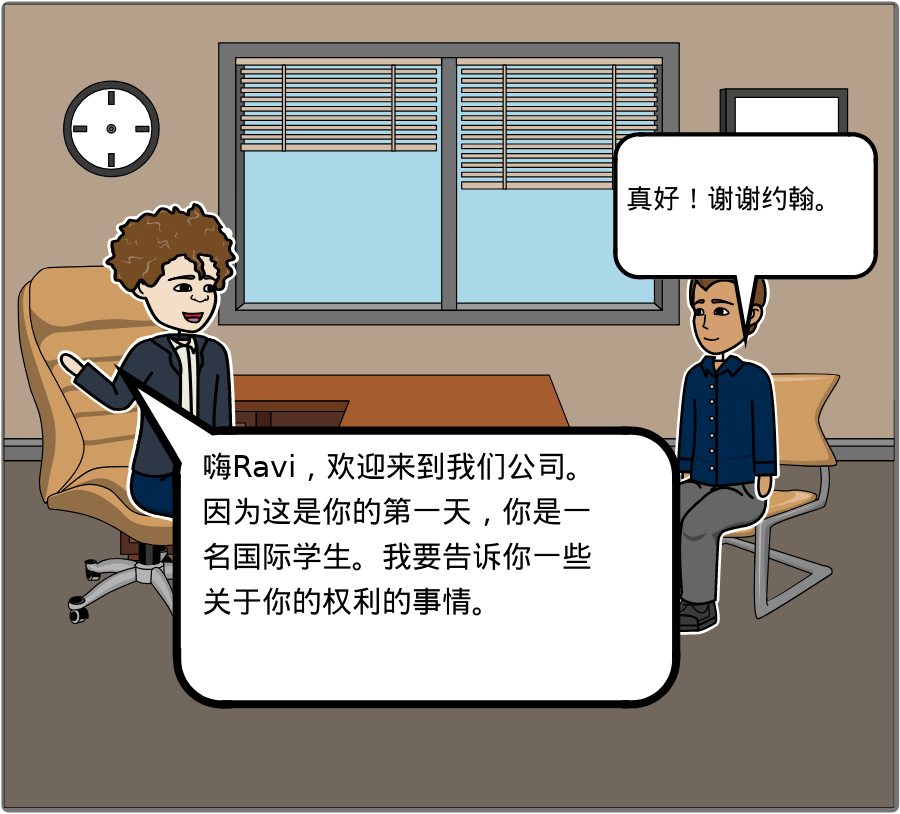 嗨Ravi，欢迎来到我们公司。
因为这是你的第一天，你是一
名国际学生。我要告诉你一些
关于你的权利的事情。
真好！谢谢约翰。